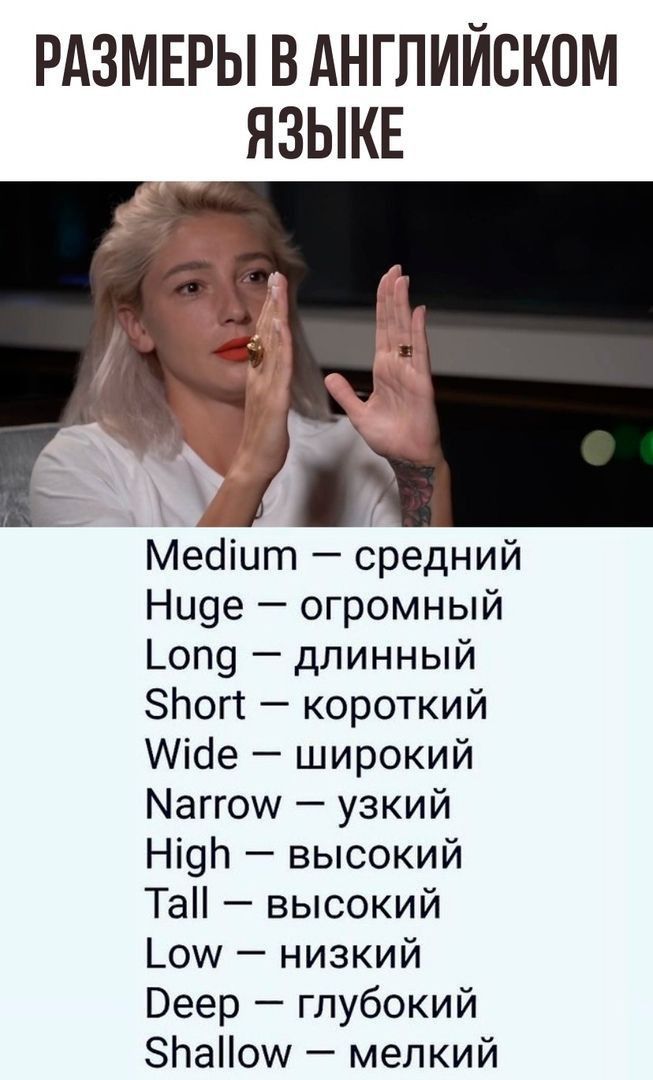 РАЗМЕРЫ В АНГЛИЙСКОМ
ЯЗЫКЕ
Medium — средний
Huge — огромный
Long — длинный
Short — короткий
Wide — широкий
Narrow — узкий
High — высокий
Tall — высокий
Low — низкий
Deep — глубокий
Shallow — мелкий